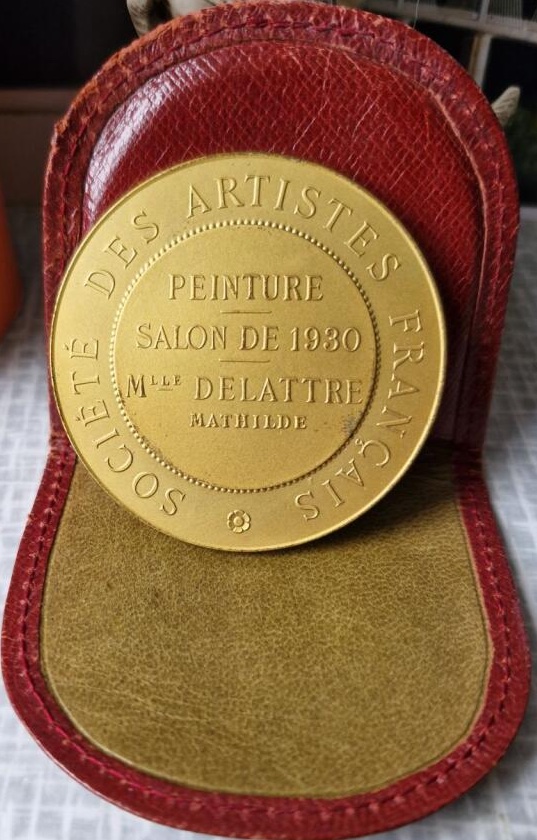 SOCIÉTÉ DES ARTISTES FRANÇAIS
PEINTURE
SALON DE 1930
MLLE DELATTRE
MATHILDE